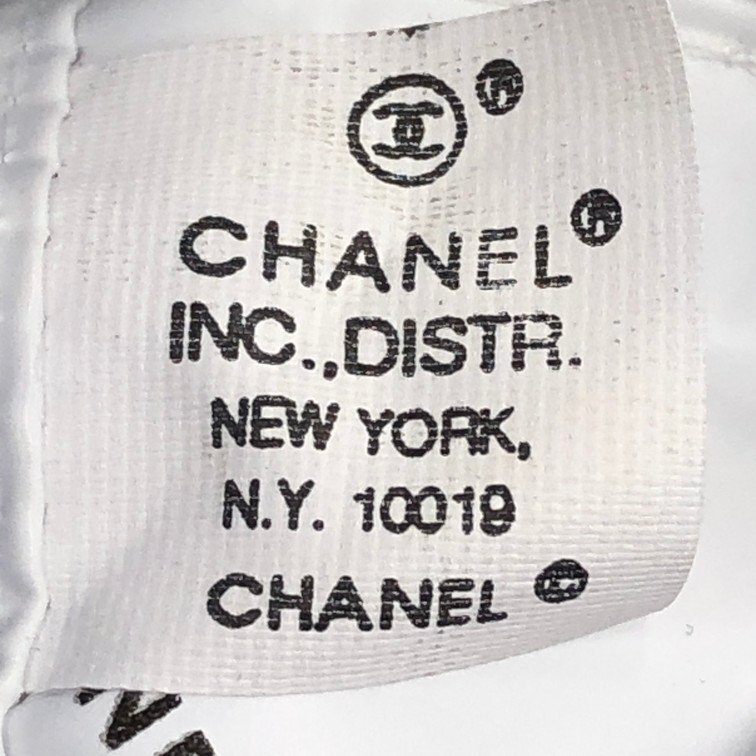 ®
CHANEL®
INC.,DISTR.
NEW YORK,
N.Y. 10019
CHANEL ®